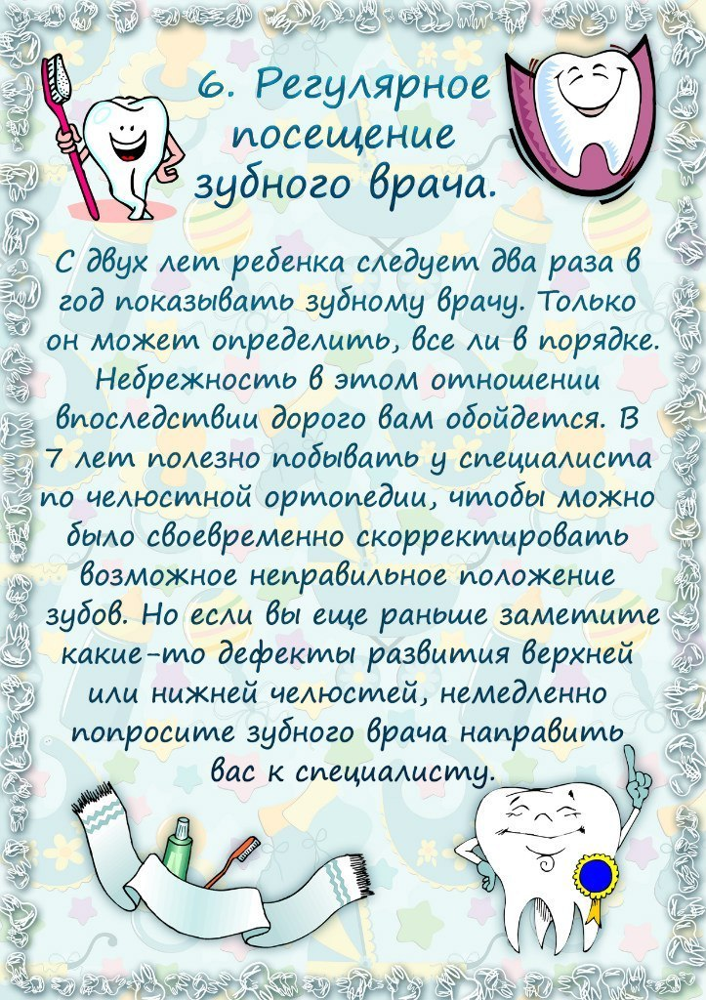 6. Регулярное
посещение
зубного врача.
С двух лет ребенка следует два раза в
год показывать зубному врачу. Только
он может определить, все ли в порядке.
Небрежность в этом отношении
впоследствии дорого вам обойдется. В
7 лет полезно побывать у специалиста
по челюстной ортопедии, чтобы можно
было своевременно скорректировать
возможное неправильное положение
зубов. Но если вы еще раньше заметите
какие-то дефекты развития верхней
или нижней челюстей, немедленно
попросите зубного врача направить
вас к специалисту.